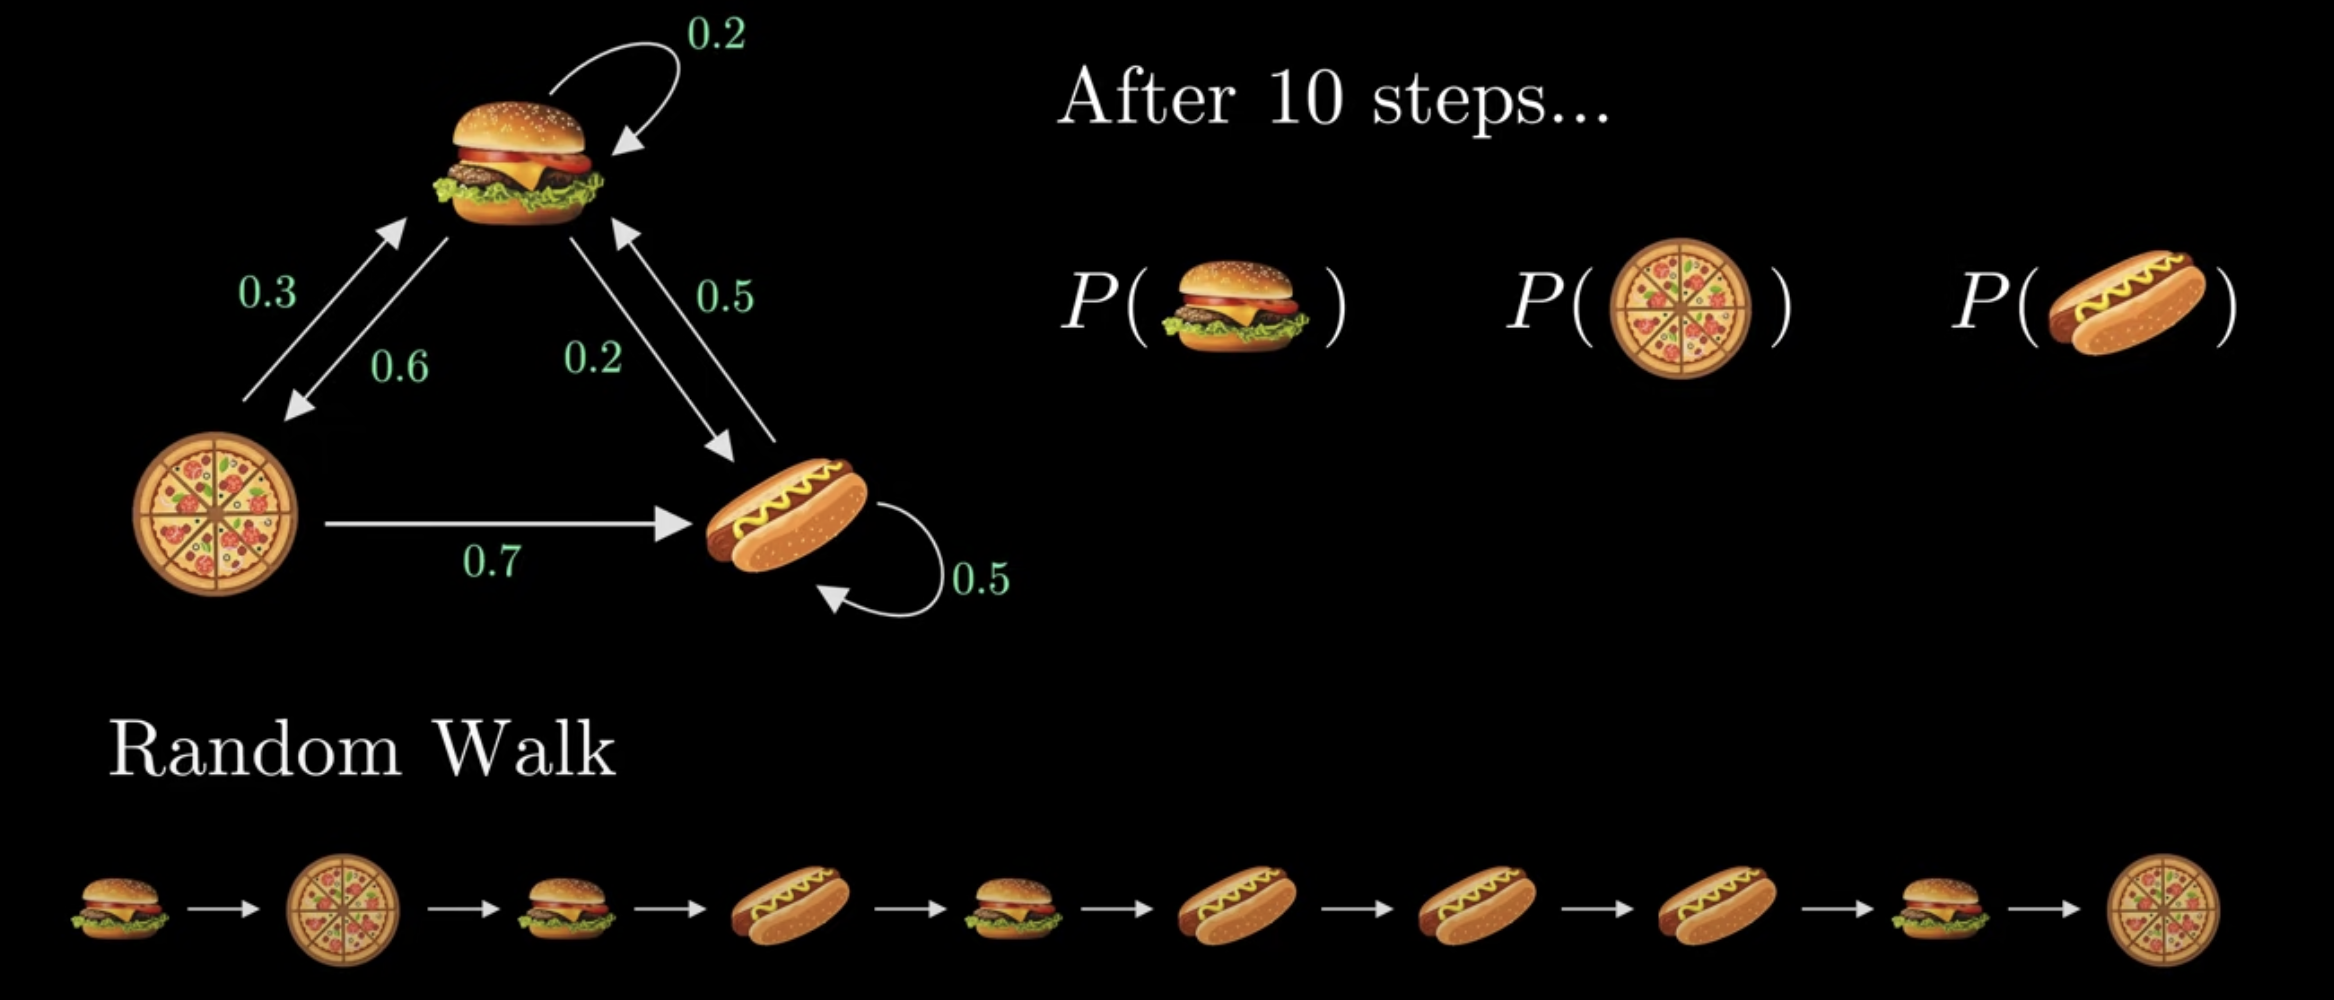 0.2
After 10 steps...
0.3
0.6
0.2
0.5
P( )
P( )
P( )
0.7
0.5
Random Walk